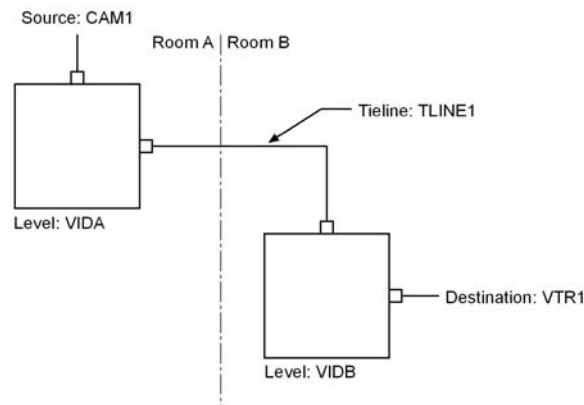 Source: CAM1
Room A
Room B
Tieline: TLINE1
Level: VIDA
Destination: VTR1
Level: VIDB